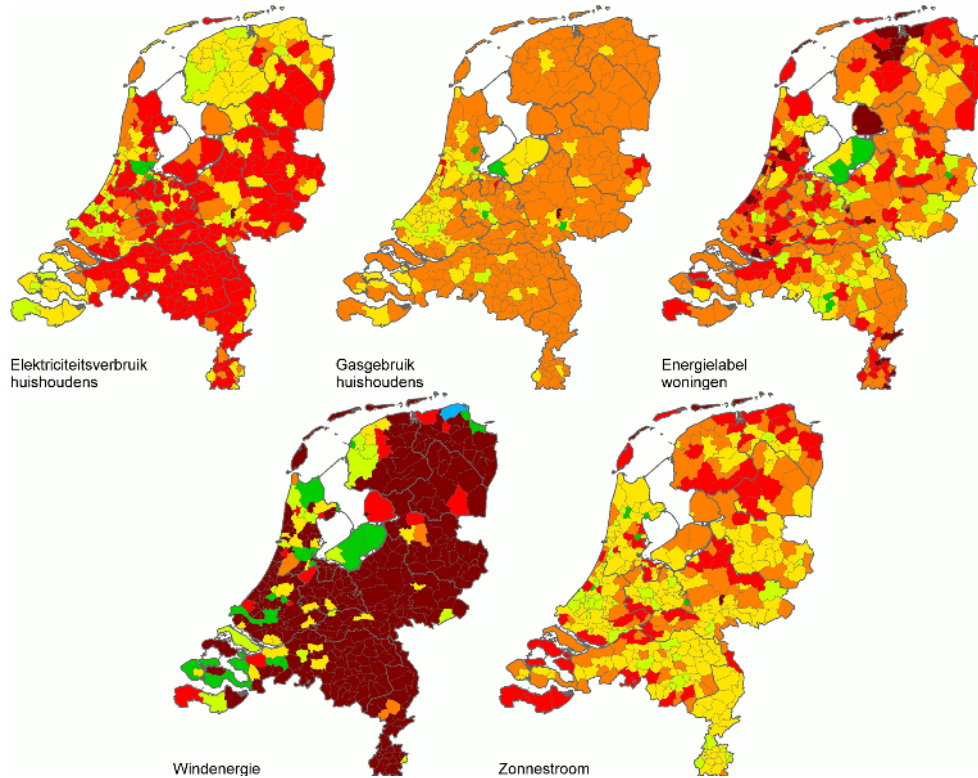 Elektriciteitsverbruik
huishoudens
Gasgebruik
huishoudens
Energielabel
woningen
Windenergie
Zonnestroom